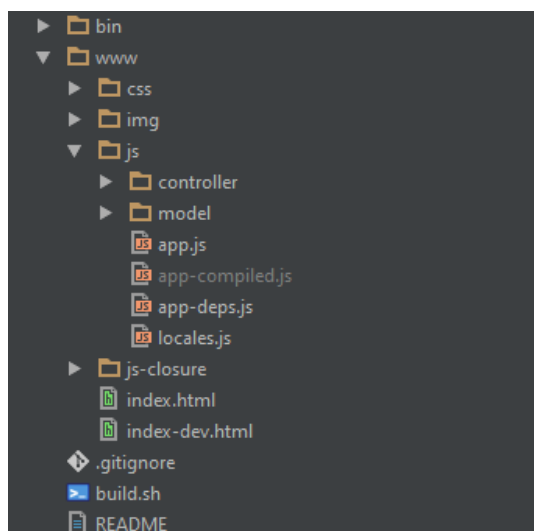 bin
www
css
img
js
controller
model
app.js
app-compiled.js
app-deps.js
locales.js
js-closure
index.html
index-dev.html
.gitignore
build.sh
README